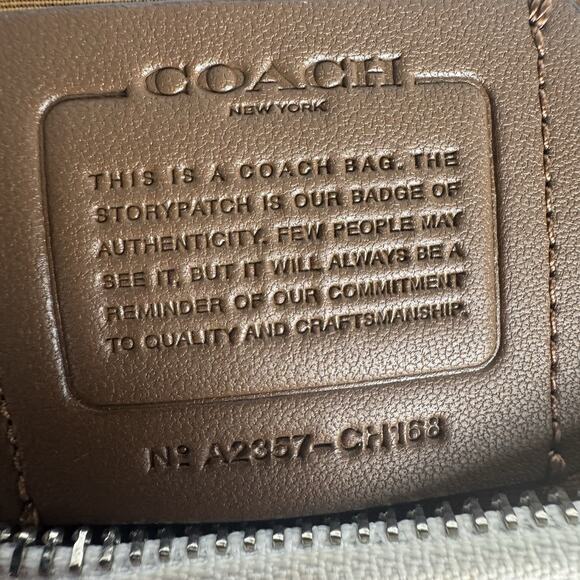 COACH
NEW YORK
THIS IS A COACH BAG. THE
STORYPATCH IS OUR BADGE OF
AUTHENTICITY. FEW PEOPLE MAY
SEE IT, BUT IT WILL ALWAYS BE A
REMINDER OF OUR COMMITMENT
TO QUALITY AND CRAFTSMANSHIP.
Nº A2357-CH168